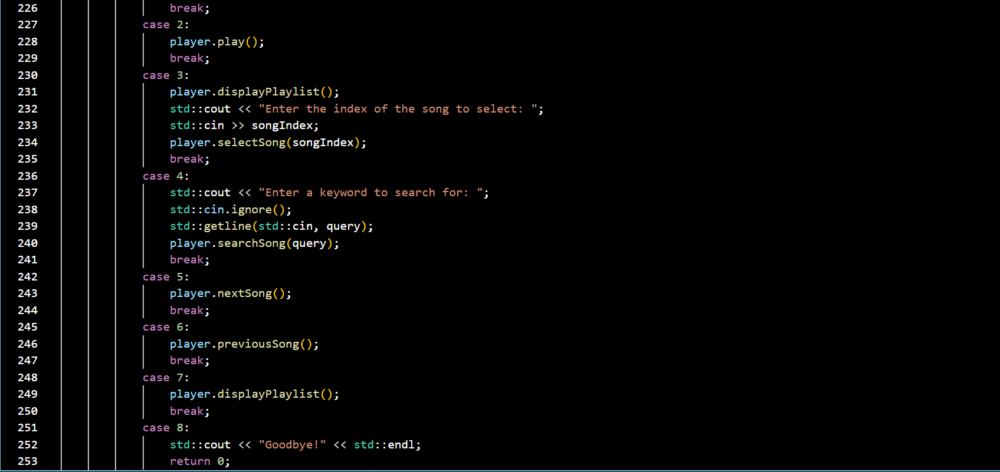 226 break;
227 case 2:
228 player.play();
229 break;
230 case 3:
231 player.displayPlaylist();
232 std::cout << "Enter the index of the song to select: ";
233 std::cin >> songIndex;
234 player.selectSong(songIndex);
235 break;
236 case 4:
237 std::cout << "Enter a keyword to search for: ";
238 std::cin.ignore();
239 std::getline(std::cin, query);
240 player.searchSong(query);
241 break;
242 case 5:
243 player.nextSong();
244 break;
245 case 6:
246 player.previousSong();
247 break;
248 case 7:
249 player.displayPlaylist();
250 break;
251 case 8:
252 std::cout << "Goodbye!" << std::endl;
253 return 0;